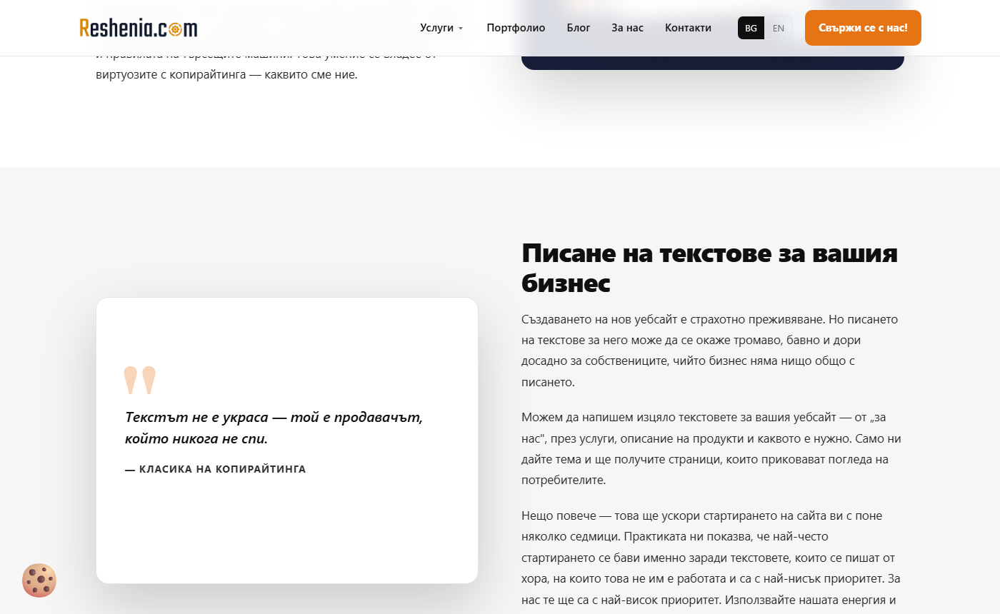 Reshenia.com
Услуги
Портфолио
Блог
За нас
Контакти
BG
EN
Свържи се с нас!
виртуозите с копирайтинга — каквито сме ние.
"
Текстът не е украса — той е продавачът,
който никога не спи.
— КЛАСИКА НА КОПИРАЙТИНГА
Писане на текстове за вашия
бизнес
Създаването на нов уебсайт е страхотно преживяване. Но писането
на текстове за него може да се окаже тромаво, бавно и дори
досадно за собствениците, чийто бизнес няма нищо общо с
писането.
Можем да напишем изцяло текстовете за вашия уебсайт — от „за
нас", през услуги, описание на продукти и каквото е нужно. Само ни
дайте тема и ще получите страници, които приковават погледа на
потребителите.
Нещо повече — това ще ускори стартирането на сайта ви с поне
няколко седмици. Практиката ни показва, че най-често
стартирането се бави именно заради текстовете, които се пишат от
хора, на които това не им е работата и са с най-нисък приоритет. За
нас те ще са с най-висок приоритет. Използвайте нашата енергия и